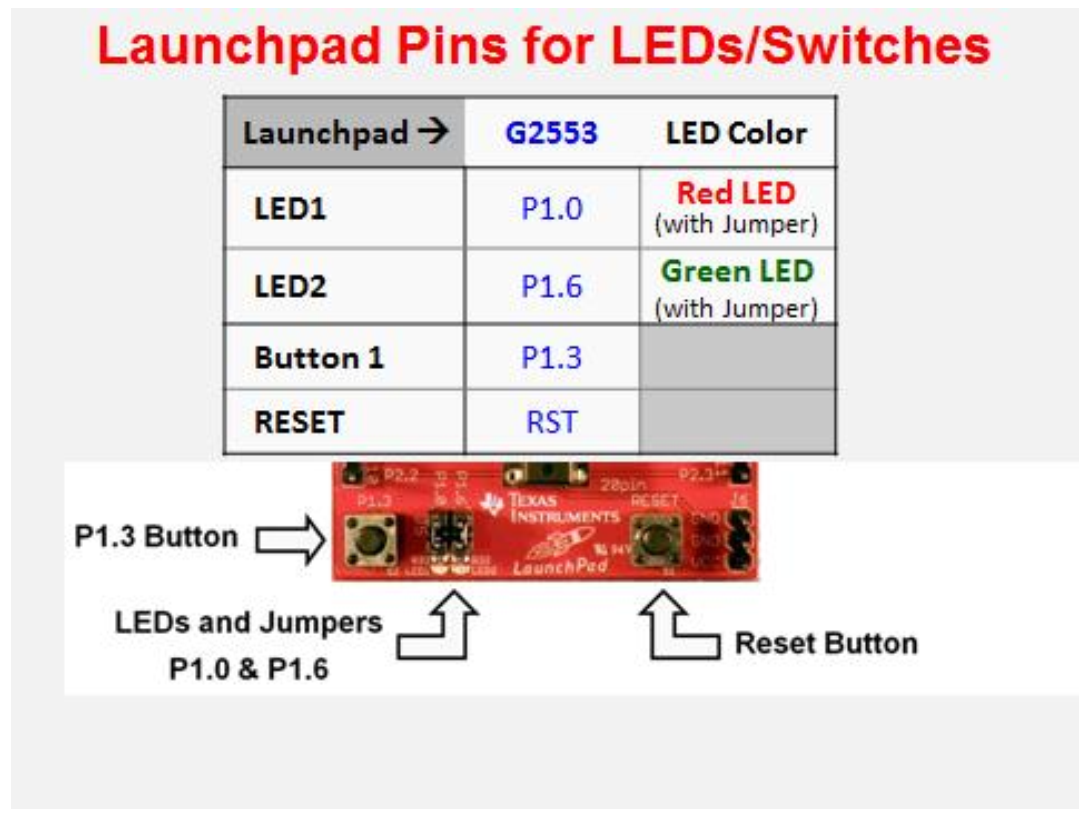 Launchpad Pins for LEDs/Switches
Launchpad → G2553 LED Color
LED1 P1.0 Red LED
(with Jumper)
LED2 P1.6 Green LED
(with Jumper)
Button 1 P1.3
RESET RST
P2.2
P2.3
20pin
P1.3
TEXAS
INSTRUMENTS
RESET
J6
GND
GND
LaunchPad
P1.3 Button
LEDs and Jumpers
P1.0 & P1.6
Reset Button